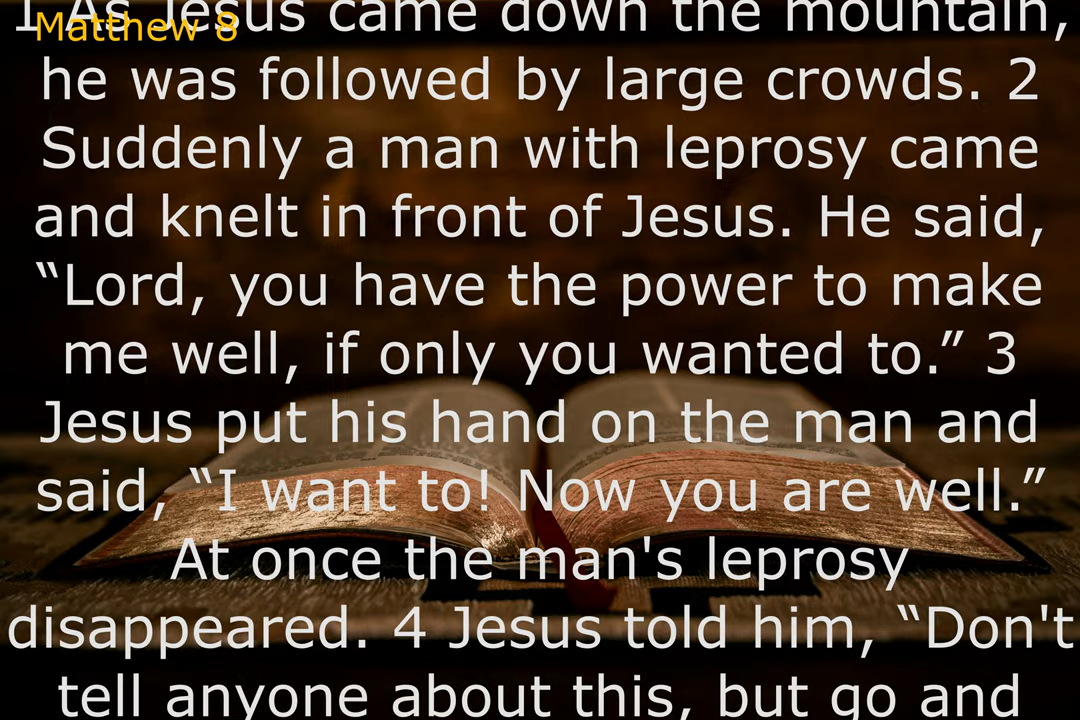 Matthew 8
1 As Jesus came down the mountain,
he was followed by large crowds. 2
Suddenly a man with leprosy came
and knelt in front of Jesus. He said,
“Lord, you have the power to make
me well, if only you wanted to.” 3
Jesus put his hand on the man and
said, “I want to! Now you are well.”
At once the man's leprosy
disappeared. 4 Jesus told him, “Don't
tell anyone about this, but go and